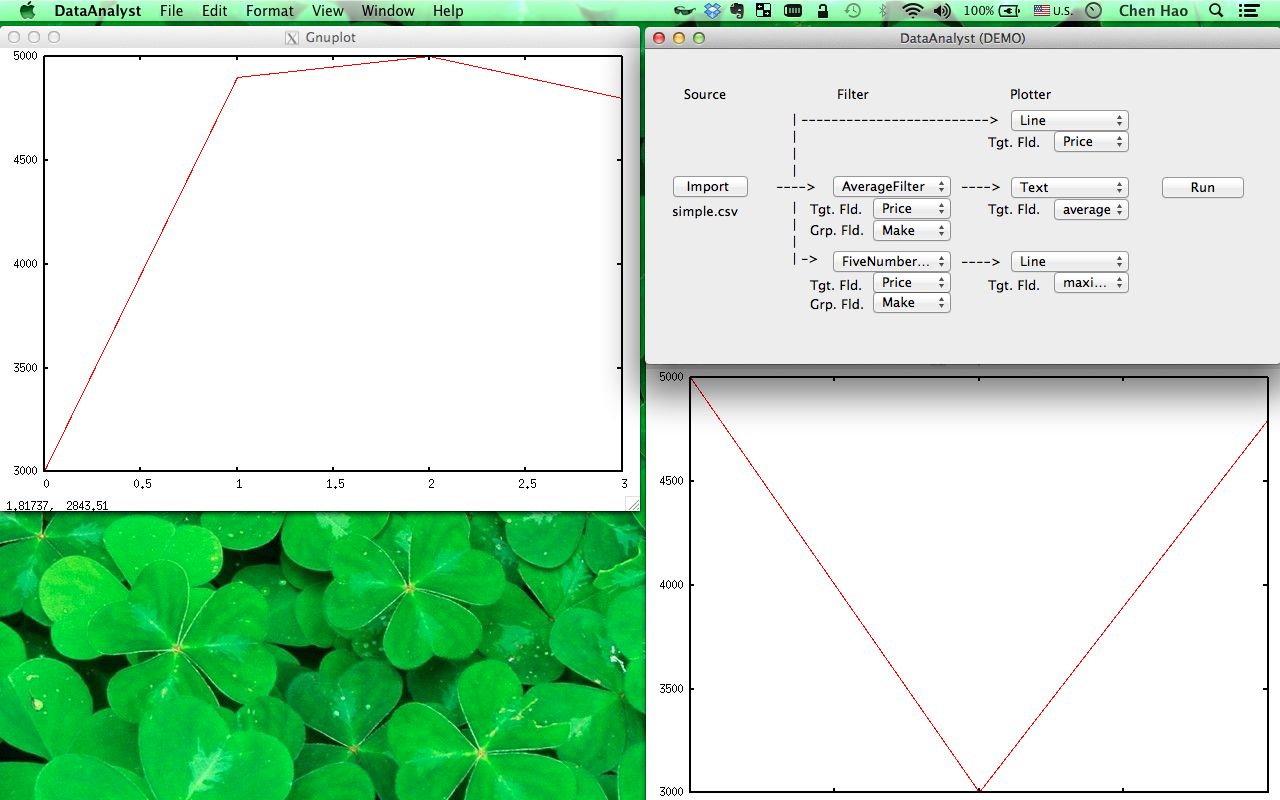 DataAnalyst File Edit Format View Window Help 100% U.S. Chen Hao
Gnuplot
5000
4500
4000
3500
3000
0 0.5 1 1.5 2 2.5 3
1.81737, 2843.51
DataAnalyst (DEMO)
Source Filter Plotter
|------------------------> Line
Tgt. Fld. Price
Import ----> AverageFilter ----> Text Run
simple.csv Tgt. Fld. Price Tgt. Fld. average
Grp. Fld. Make
|-> FiveNumber... ----> Line
Tgt. Fld. Price Tgt. Fld. maxi...
Grp. Fld. Make
5000
4500
4000
3500
3000